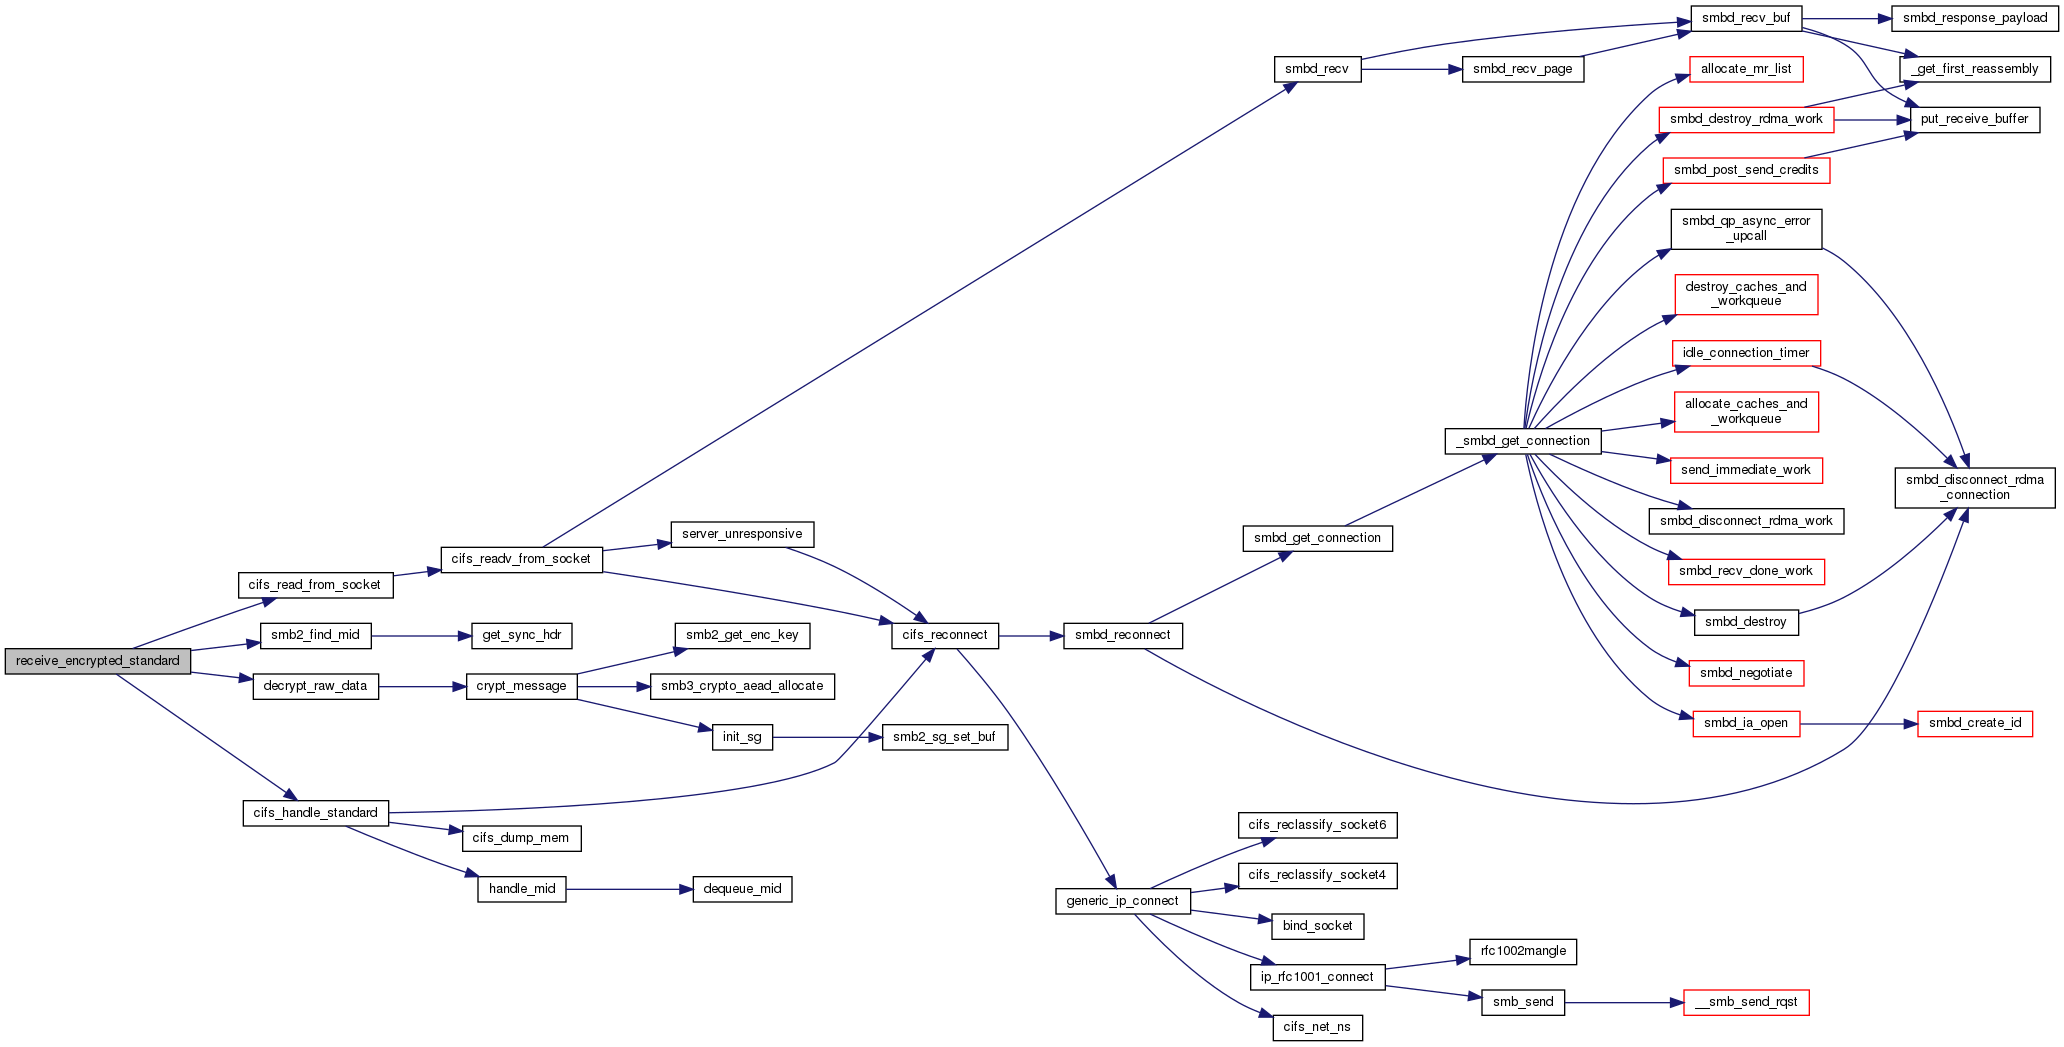 receive_encrypted_standard
cifs_read_from_socket
smb2_find_mid
decrypt_raw_data
cifs_handle_standard
cifs_readv_from_socket
get_sync_hdr
crypt_message
cifs_dump_mem
handle_mid
server_unresponsive
smb2_get_enc_key
smb3_crypto_aead_allocate
init_sg
dequeue_mid
cifs_reconnect
smb2_sg_set_buf
smbd_reconnect
generic_ip_connect
smbd_recv
smbd_get_connection
cifs_reclassify_socket6
cifs_reclassify_socket4
bind_socket
ip_rfc1001_connect
cifs_net_ns
smbd_recv_page
_smbd_get_connection
rfc1002mangle
smb_send
smbd_recv_buf
allocate_mr_list
smbd_destroy_rdma_work
smbd_post_send_credits
smbd_qp_async_error
_upcall
destroy_caches_and
_workqueue
idle_connection_timer
allocate_caches_and
_workqueue
send_immediate_work
smbd_disconnect_rdma_work
smbd_recv_done_work
smbd_destroy
smbd_negotiate
smbd_ia_open
__smb_send_rqst
smbd_response_payload
_get_first_reassembly
put_receive_buffer
smbd_disconnect_rdma
_connection
smbd_create_id